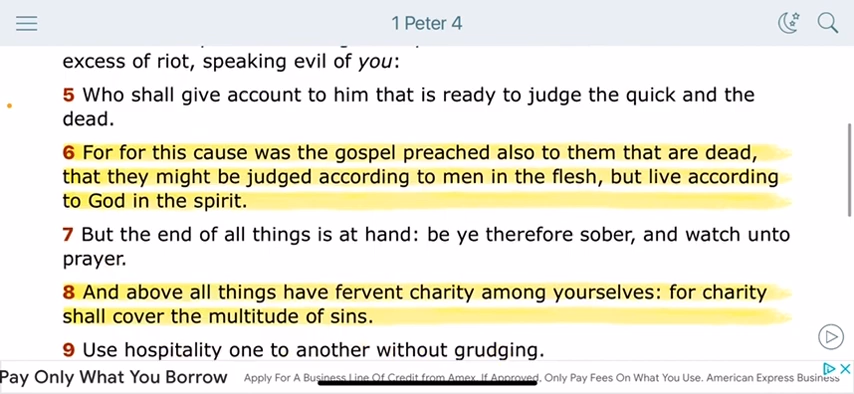 1 Peter 4
excess of riot, speaking evil of you:
5 Who shall give account to him that is ready to judge the quick and the
dead.
6 For for this cause was the gospel preached also to them that are dead,
that they might be judged according to men in the flesh, but live according
to God in the spirit.
7 But the end of all things is at hand: be ye therefore sober, and watch unto
prayer.
8 And above all things have fervent charity among yourselves: for charity
shall cover the multitude of sins.
9 Use hospitality one to another without grudging.
Pay Only What You Borrow Apply For A Business Line Of Credit from Amex. If Approved, Only Pay Fees On What You Use. American Express Business